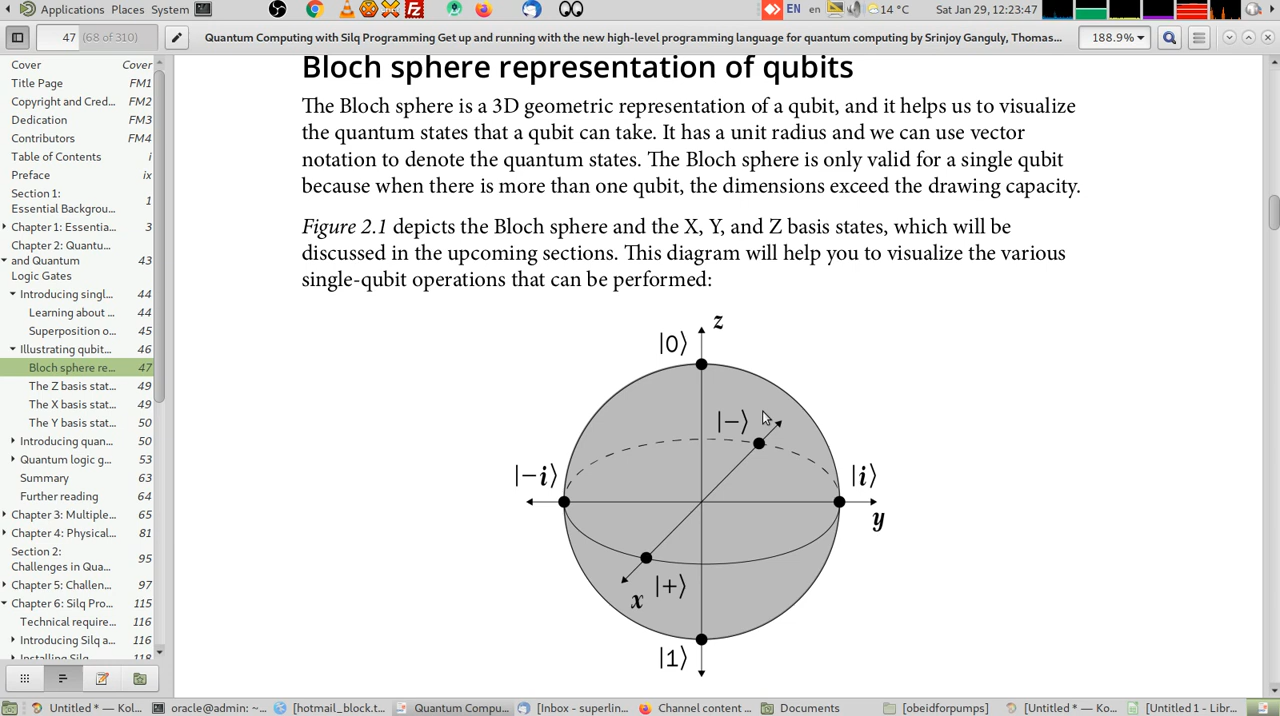 Applications Places System
EN en 14 °C Sat Jan 29, 12:23:47
47 (68 of 310) Quantum Computing with Silq Programming Get up and running with the new high-level programming language for quantum computing by Srinjoy Ganguly, Thomas... 188.9%
Cover Cover
Title Page FM1
Copyright and Cred... FM2
Dedication FM3
Contributors FM4
Table of Contents i
Preface ix
Section 1:
Essential Backgrou... 1
Chapter 1: Essentia... 3
Chapter 2: Quantu...
and Quantum 43
Logic Gates
Introducing singl... 44
Learning about ... 44
Superposition o... 45
Illustrating qubit... 46
Bloch sphere re... 47
The Z basis stat... 49
The X basis stat... 49
The Y basis stat... 50
Introducing quan... 50
Quantum logic g... 53
Summary 63
Further reading 64
Chapter 3: Multiple... 65
Chapter 4: Physical... 81
Section 2:
Challenges in Qua... 95
Chapter 5: Challen... 97
Chapter 6: Silq Pro... 115
Technical require... 116
Introducing Silq a... 116
Installing Silq 118
Bloch sphere representation of qubits
The Bloch sphere is a 3D geometric representation of a qubit, and it helps us to visualize
the quantum states that a qubit can take. It has a unit radius and we can use vector
notation to denote the quantum states. The Bloch sphere is only valid for a single qubit
because when there is more than one qubit, the dimensions exceed the drawing capacity.
Figure 2.1 depicts the Bloch sphere and the X, Y, and Z basis states, which will be
discussed in the upcoming sections. This diagram will help you to visualize the various
single-qubit operations that can be performed:
z
|0⟩
|−⟩
|−i⟩ |i⟩
y
|+⟩
x
|1⟩
Untitled * — Kol... oracle@admin: ~... [hotmail_block.t... Quantum Compu... [Inbox - superlin... Channel content... Documents [obeidforpumps] [Untitled * — Ko... [Untitled 1 - Libr...